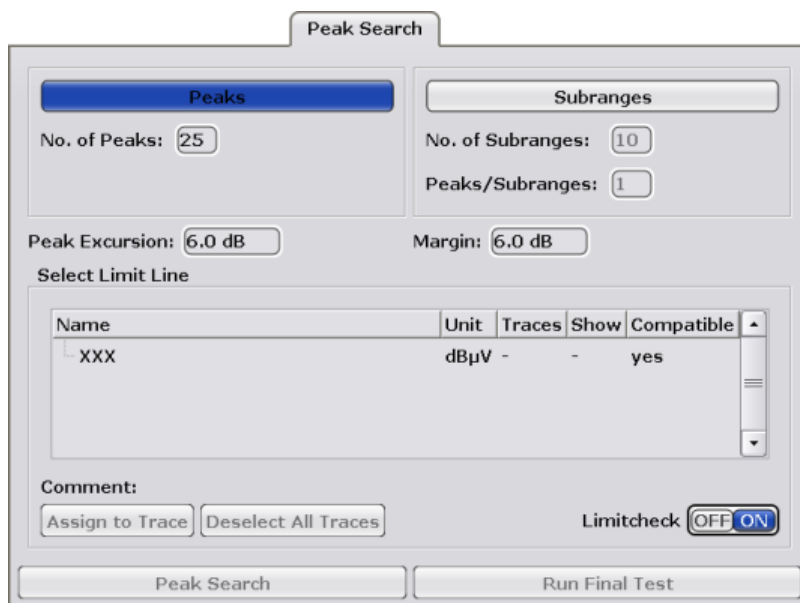 Peak Search
Peaks
Subranges
No. of Peaks: 25
No. of Subranges: 10
Peaks/Subranges: 1
Peak Excursion: 6.0 dB
Margin: 6.0 dB
Select Limit Line
Name Unit Traces Show Compatible
XXX dBµV - - yes
Comment:
Assign to Trace Deselect All Traces
Limitcheck OFF ON
Peak Search
Run Final Test